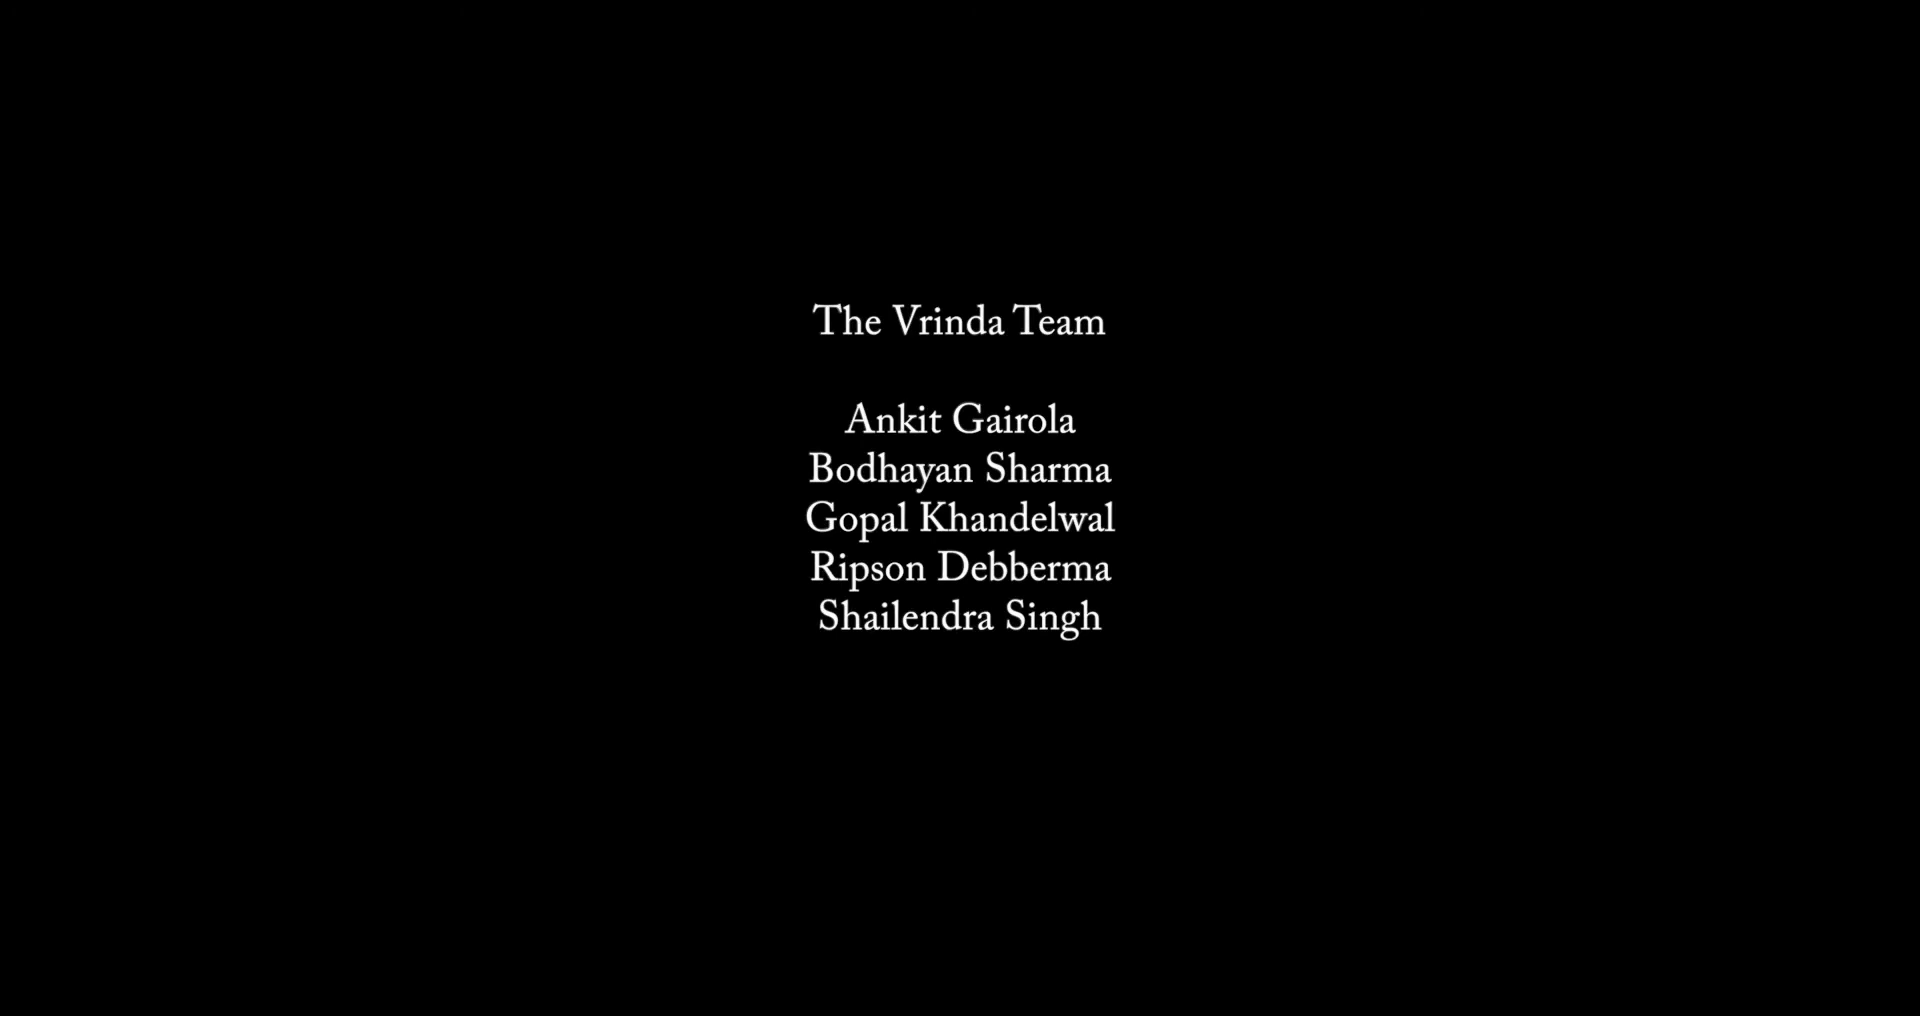 The Vrinda Team
Ankit Gairola
Bodhayan Sharma
Gopal Khandelwal
Ripson Debberma
Shailendra Singh